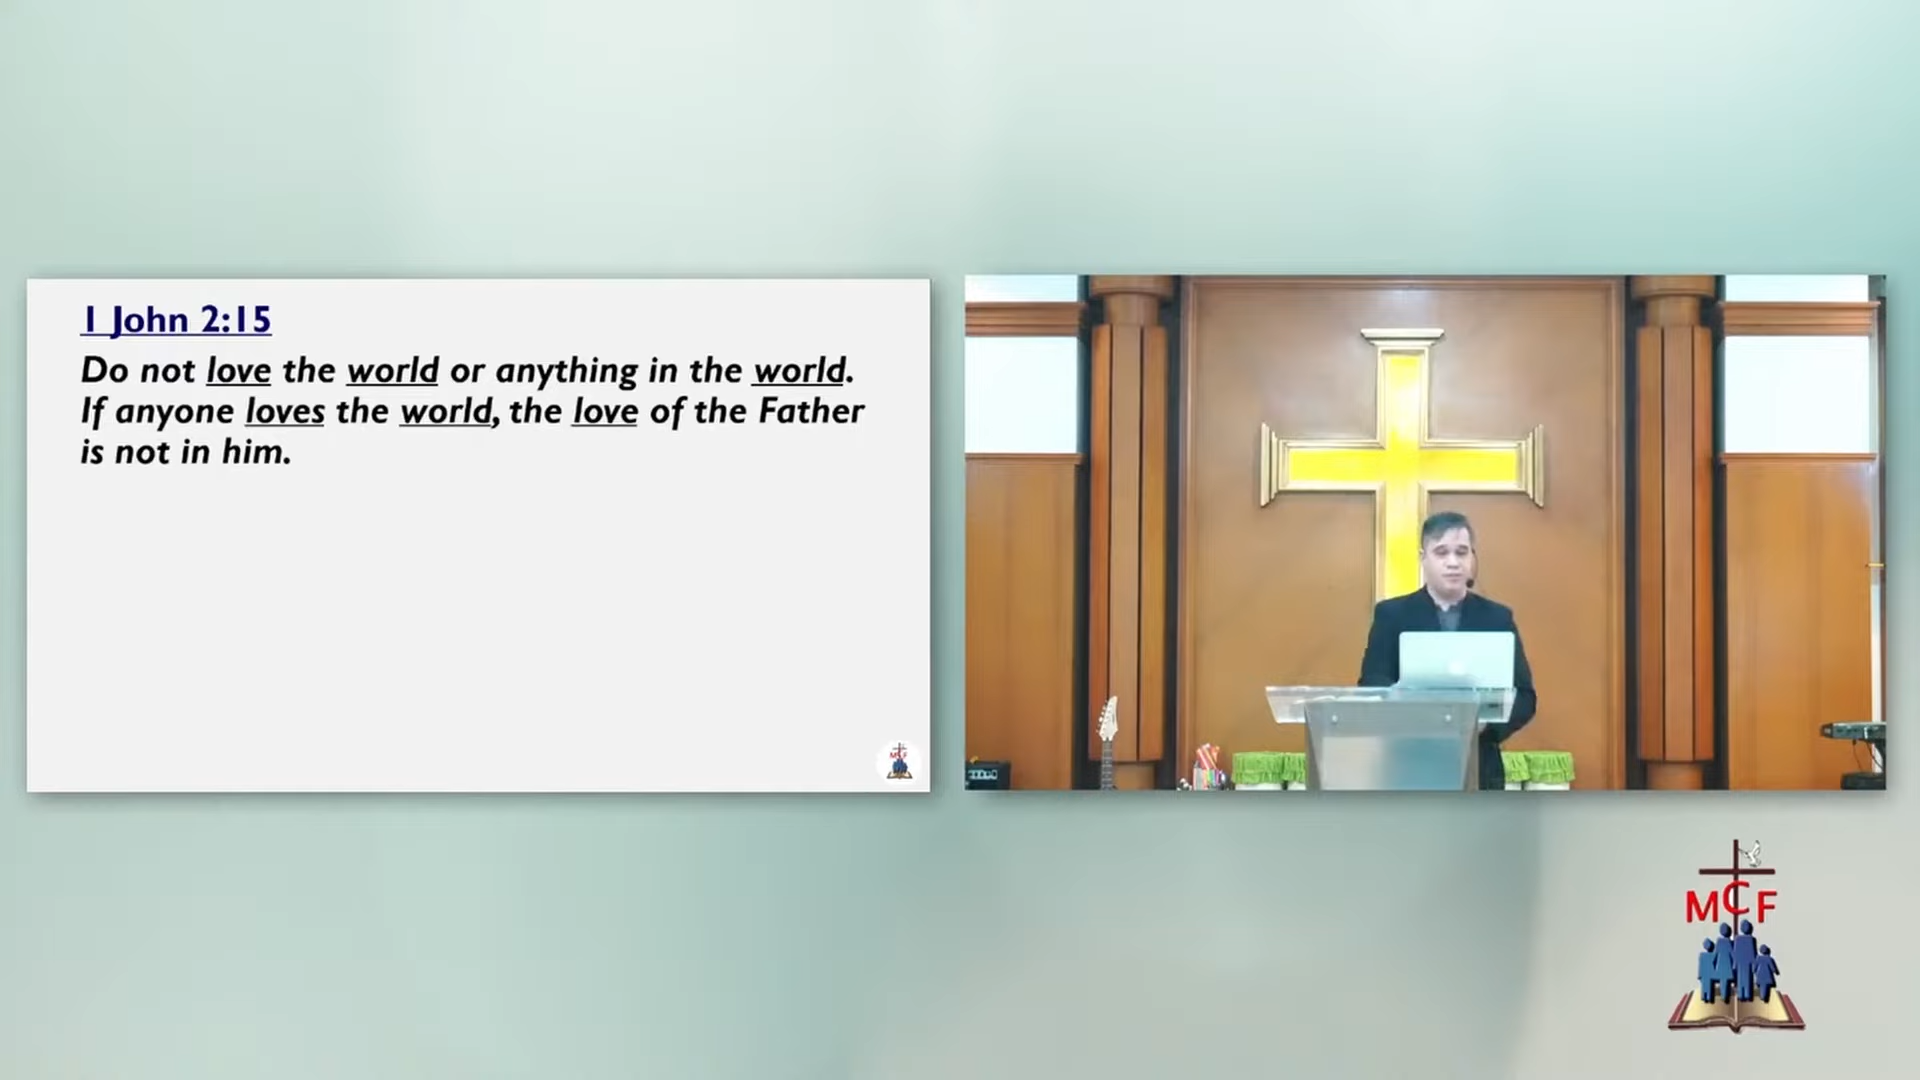 1 John 2:15
Do not love the world or anything in the world.
If anyone loves the world, the love of the Father
is not in him.
MCF
MCF